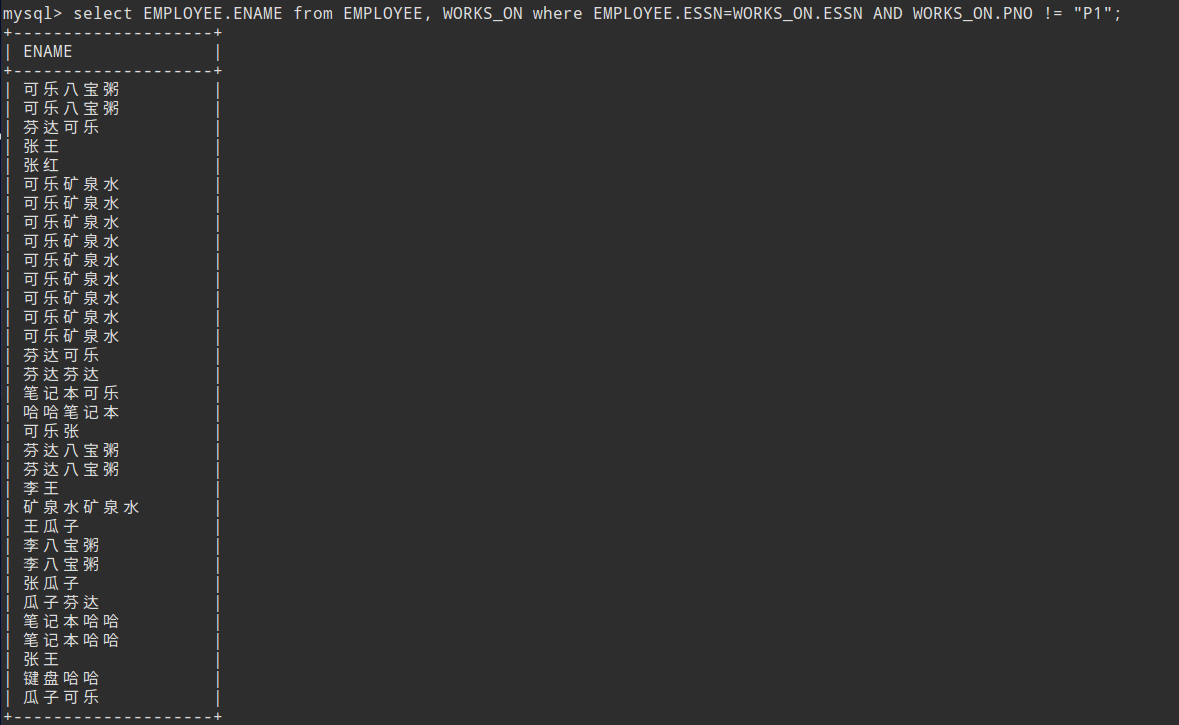 mysql> select EMPLOYEE.ENAME from EMPLOYEE, WORKS_ON where EMPLOYEE.ESSN=WORKS_ON.ESSN AND WORKS_ON.PNO != "P1";
+--------------------+
| ENAME              |
+--------------------+
| 可乐八宝粥         |
| 可乐八宝粥         |
| 芬达可乐           |
| 张王               |
| 张红               |
| 可乐矿泉水         |
| 可乐矿泉水         |
| 可乐矿泉水         |
| 可乐矿泉水         |
| 可乐矿泉水         |
| 可乐矿泉水         |
| 可乐矿泉水         |
| 可乐矿泉水         |
| 可乐矿泉水         |
| 芬达可乐           |
| 芬达芬达           |
| 笔记本可乐         |
| 哈哈笔记本         |
| 可乐张             |
| 芬达八宝粥         |
| 芬达八宝粥         |
| 李王               |
| 矿泉水矿泉水       |
| 王瓜子             |
| 李八宝粥           |
| 李八宝粥           |
| 张瓜子             |
| 瓜子芬达           |
| 笔记本哈哈         |
| 笔记本哈哈         |
| 张王               |
| 键盘哈哈           |
| 瓜子可乐           |
+--------------------+